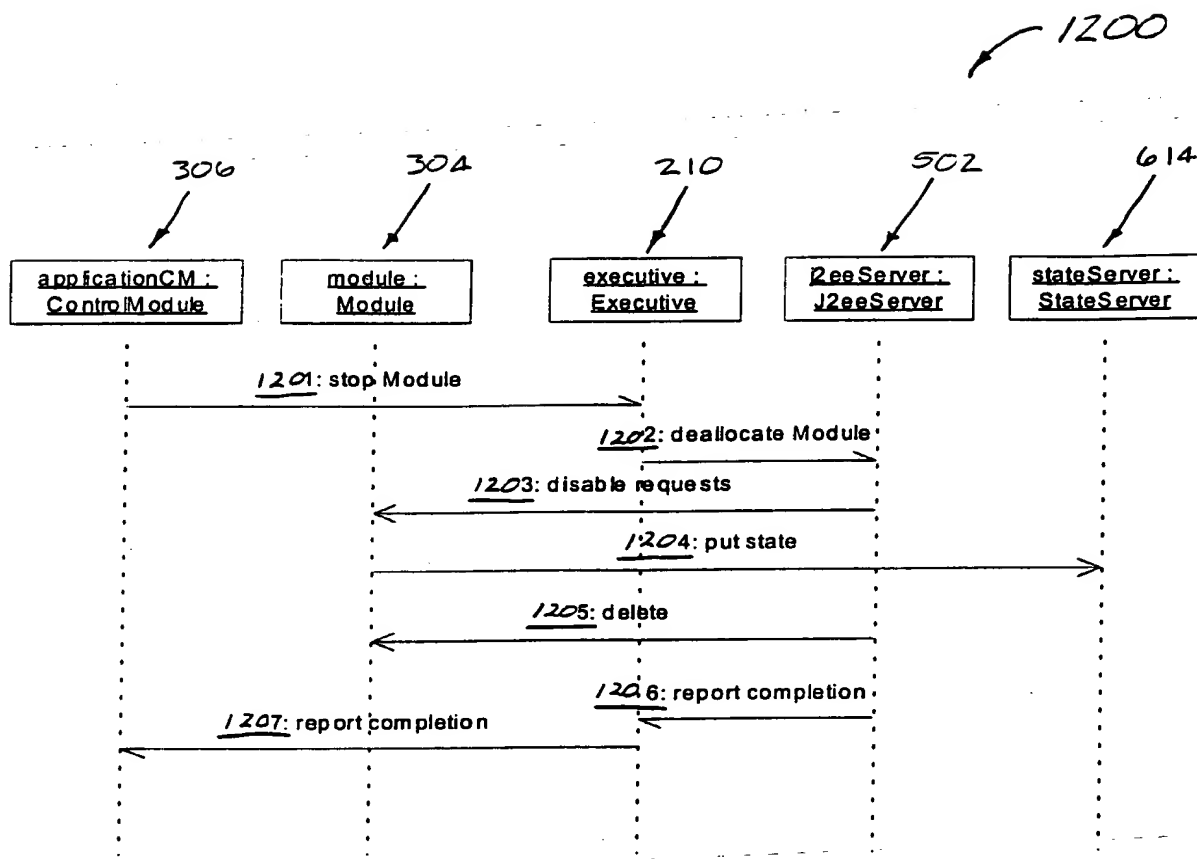 1200
306
304
210
502
614
applicationCM :
ControlModule
module :
Module
executive :
Executive
j2eeServer :
J2eeServer
stateServer :
StateServer
1201: stop Module
1202: deallocate Module
1203: disable requests
1204: put state
1205: delete
1206: report completion
1207: report completion